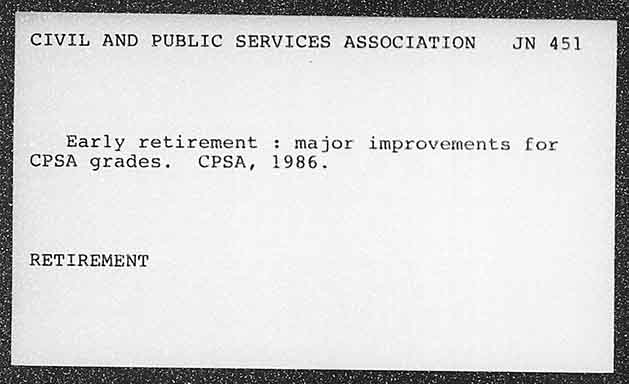 CIVIL AND PUBLIC SERVICES ASSOCIATION JN 451
Early retirement : major improvements for
CPSA grades. CPSA, 1986.
RETIREMENT